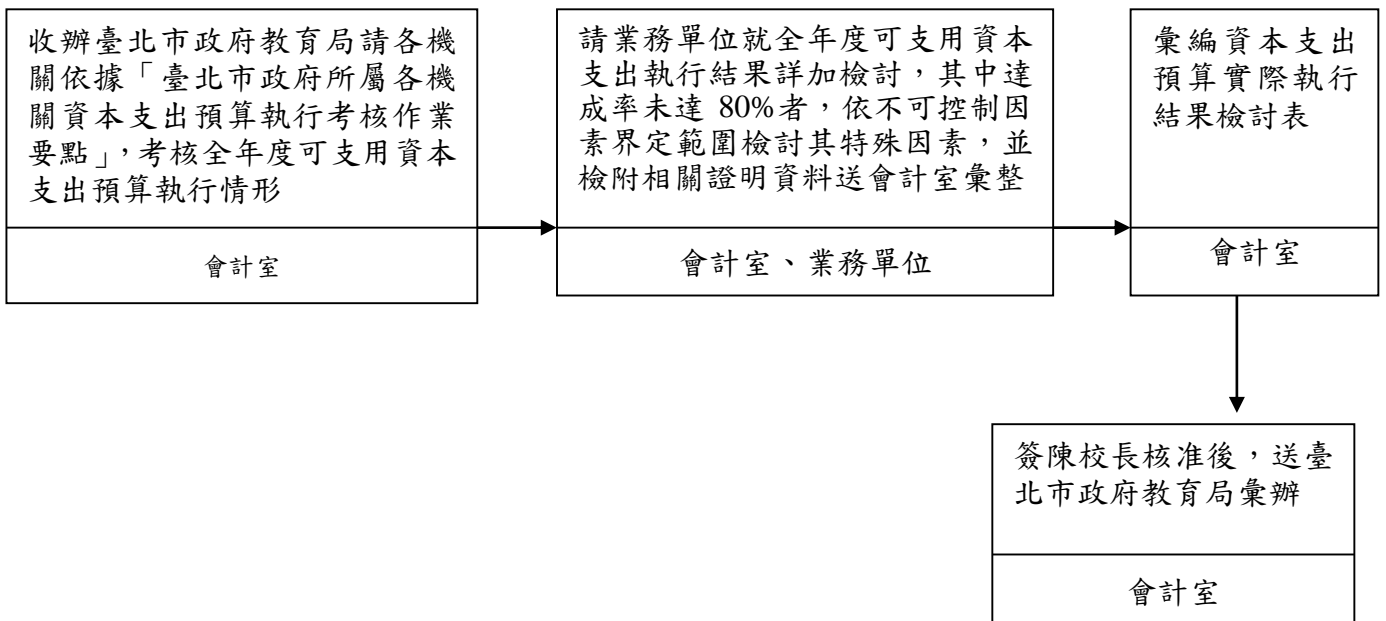 收辦臺北市政府教育局請各機
關依據「臺北市政府所屬各機
關資本支出預算執行考核作業
要點」，考核全年度可支用資本
支出預算執行情形
會計室
請業務單位就全年度可支用資本
支出執行結果詳加檢討，其中達
成率未達 80%者，依不可控制因
素界定範圍檢討其特殊因素，並
檢附相關證明資料送會計室彙整
會計室、業務單位
彙編資本支出
預算實際執行
結果檢討表
會計室
簽陳校長核准後，送臺
北市政府教育局彙辦
會計室